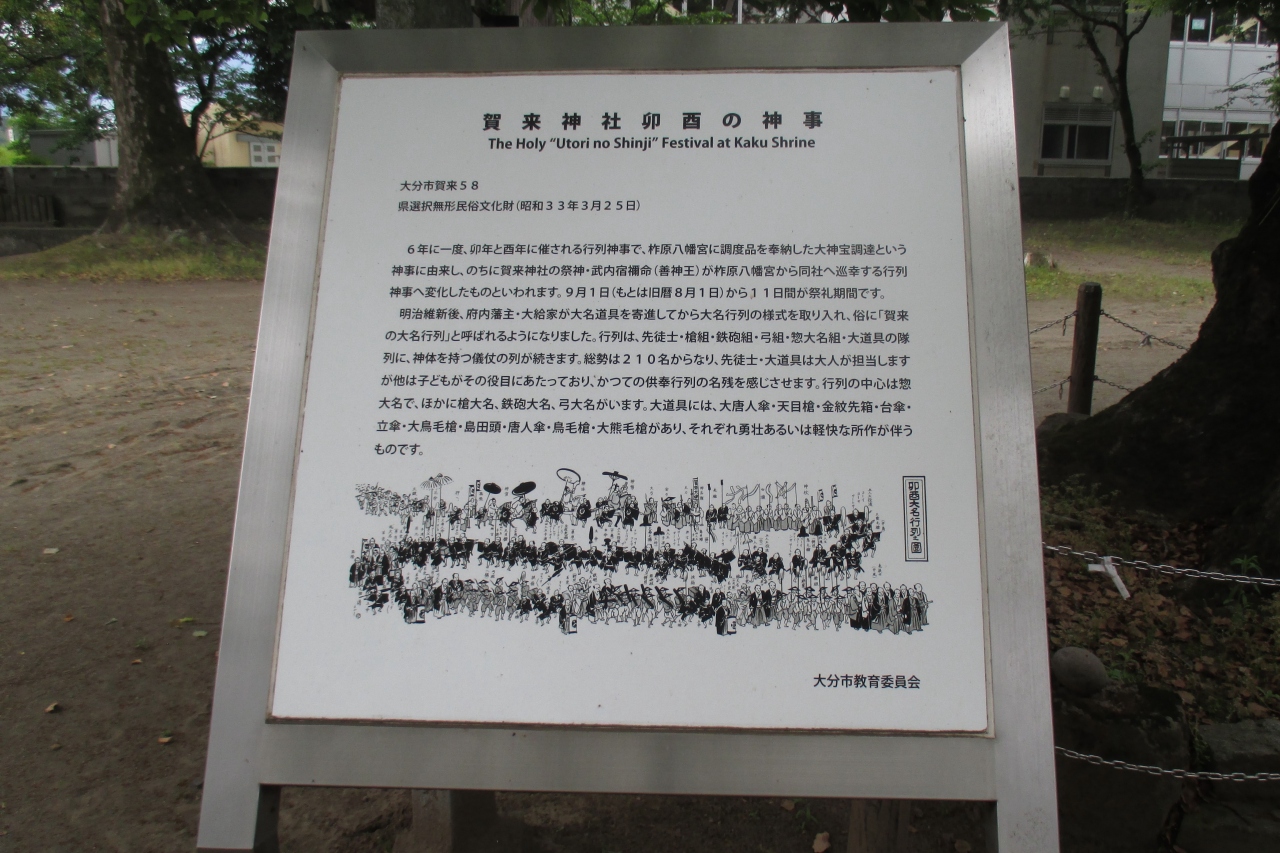 賀来神社卯酉の神事
The Holy “Utori no Shinji” Festival at Kaku Shrine
大分市賀来５８
県選択無形民俗文化財（昭和３３年３月２５日）
６年に一度、卯年と酉年に催される行列神事で、柞原八幡宮に調度品を奉納した大神宝調達という
神事に由来し、のちに賀来神社の祭神・武内宿禰命（善神王）が柞原八幡宮から同社へ巡幸する行列
神事へ変化したものといわれます。９月１日（もとは旧暦８月１日）から１１日間が祭礼期間です。
明治維新後、府内藩主・大給家が大名道具を寄進してから大名行列の様式を取り入れ、俗に「賀来
の大名行列」と呼ばれるようになりました。行列は、先徒士・槍組・鉄砲組・弓組・惣大名組・大道具の隊
列に、神体を持つ儀仗の列が続きます。総勢は２１０名からなり、先徒士・大道具は大人が担当します
が他は子どもがその役目にあたっており、かつての供奉行列の名残を感じさせます。行列の中心は惣
大名で、ほかに槍大名、鉄砲大名、弓大名がいます。大道具には、大唐人傘・天目槍・金紋先箱・台傘・
立傘・大鳥毛槍・島田頭・唐人傘・鳥毛槍・大熊毛槍があり、それぞれ勇壮あるいは軽快な所作が伴う
ものです。
卯酉大名行列之圖
大分市教育委員会